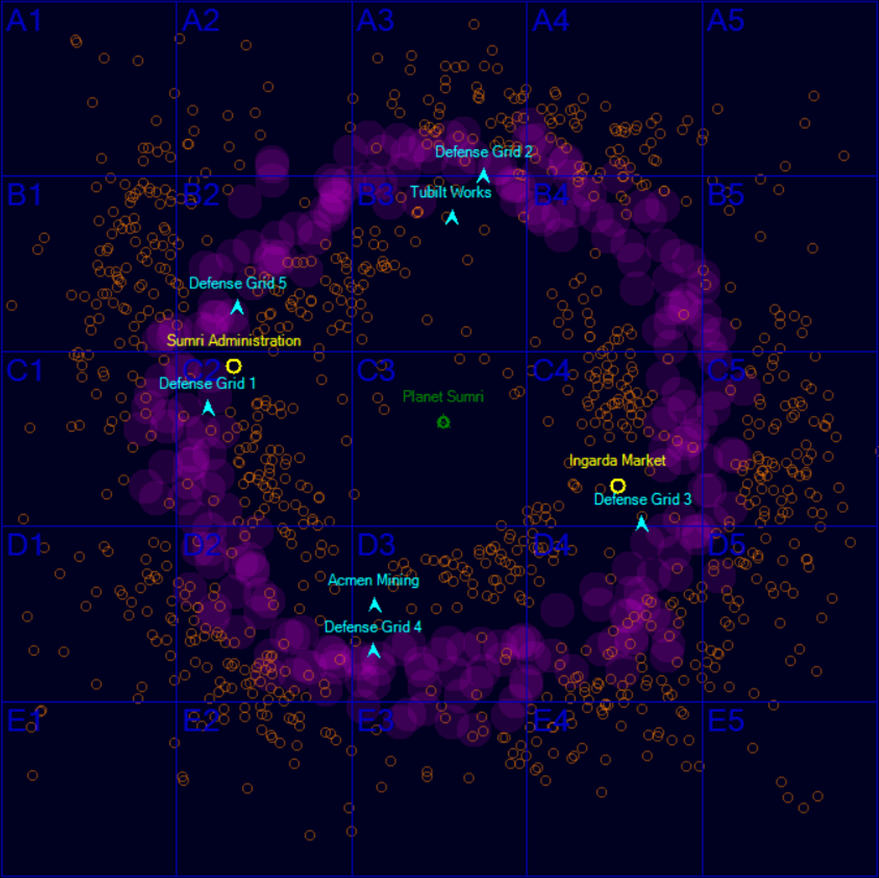 A1 A2 A3 A4 A5
Defense Grid 2
B1 B2 B3 B4 B5
Tubilt Works
Defense Grid 5
Sumri Administration
C1 C2 C3 C4 C5
Defense Grid 1
Planet Sumri
Ingarda Market
Defense Grid 3
D1 D2 D3 D4 D5
Acmen Mining
Defense Grid 4
E1 E2 E3 E4 E5